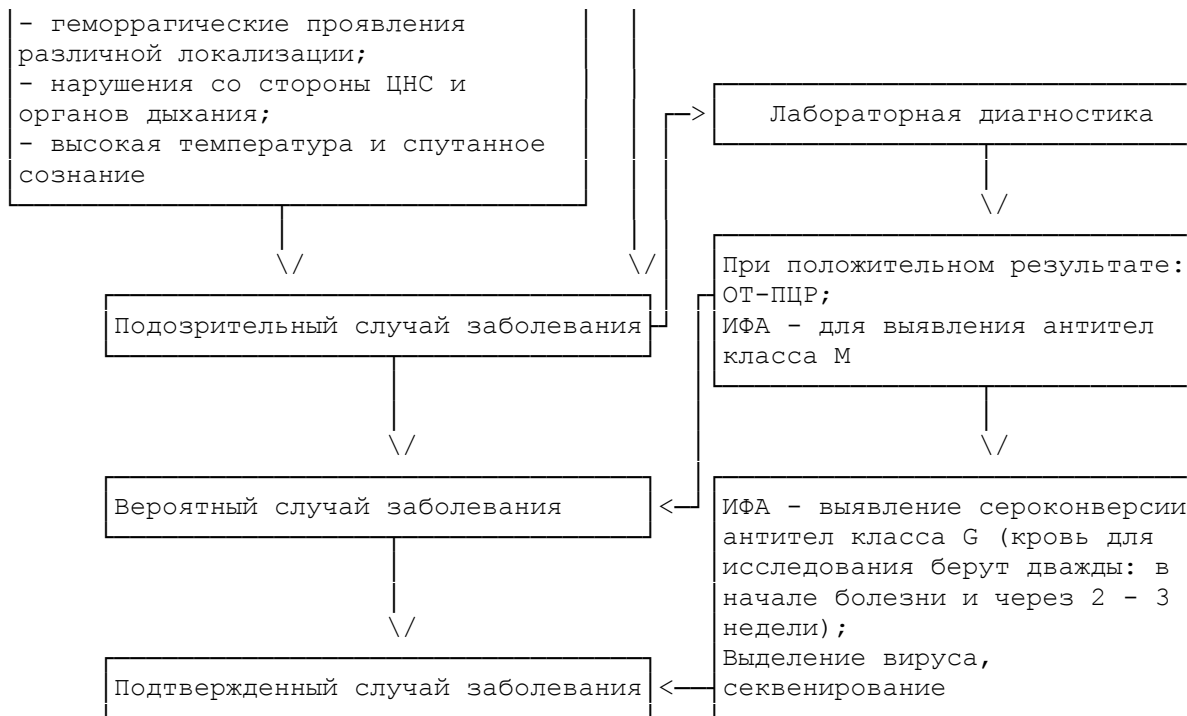 - геморрагические проявления
различной локализации;
- нарушения со стороны ЦНС и
органов дыхания;
- высокая температура и спутанное
сознание
Лабораторная диагностика
При положительном результате:
ОТ-ПЦР;
ИФА - для выявления антител
класса М
Подозрительный случай заболевания
Вероятный случай заболевания
ИФА - выявление сероконверсии
антител класса G (кровь для
исследования берут дважды: в
начале болезни и через 2 - 3
недели);
Выделение вируса,
секвенирование
Подтвержденный случай заболевания